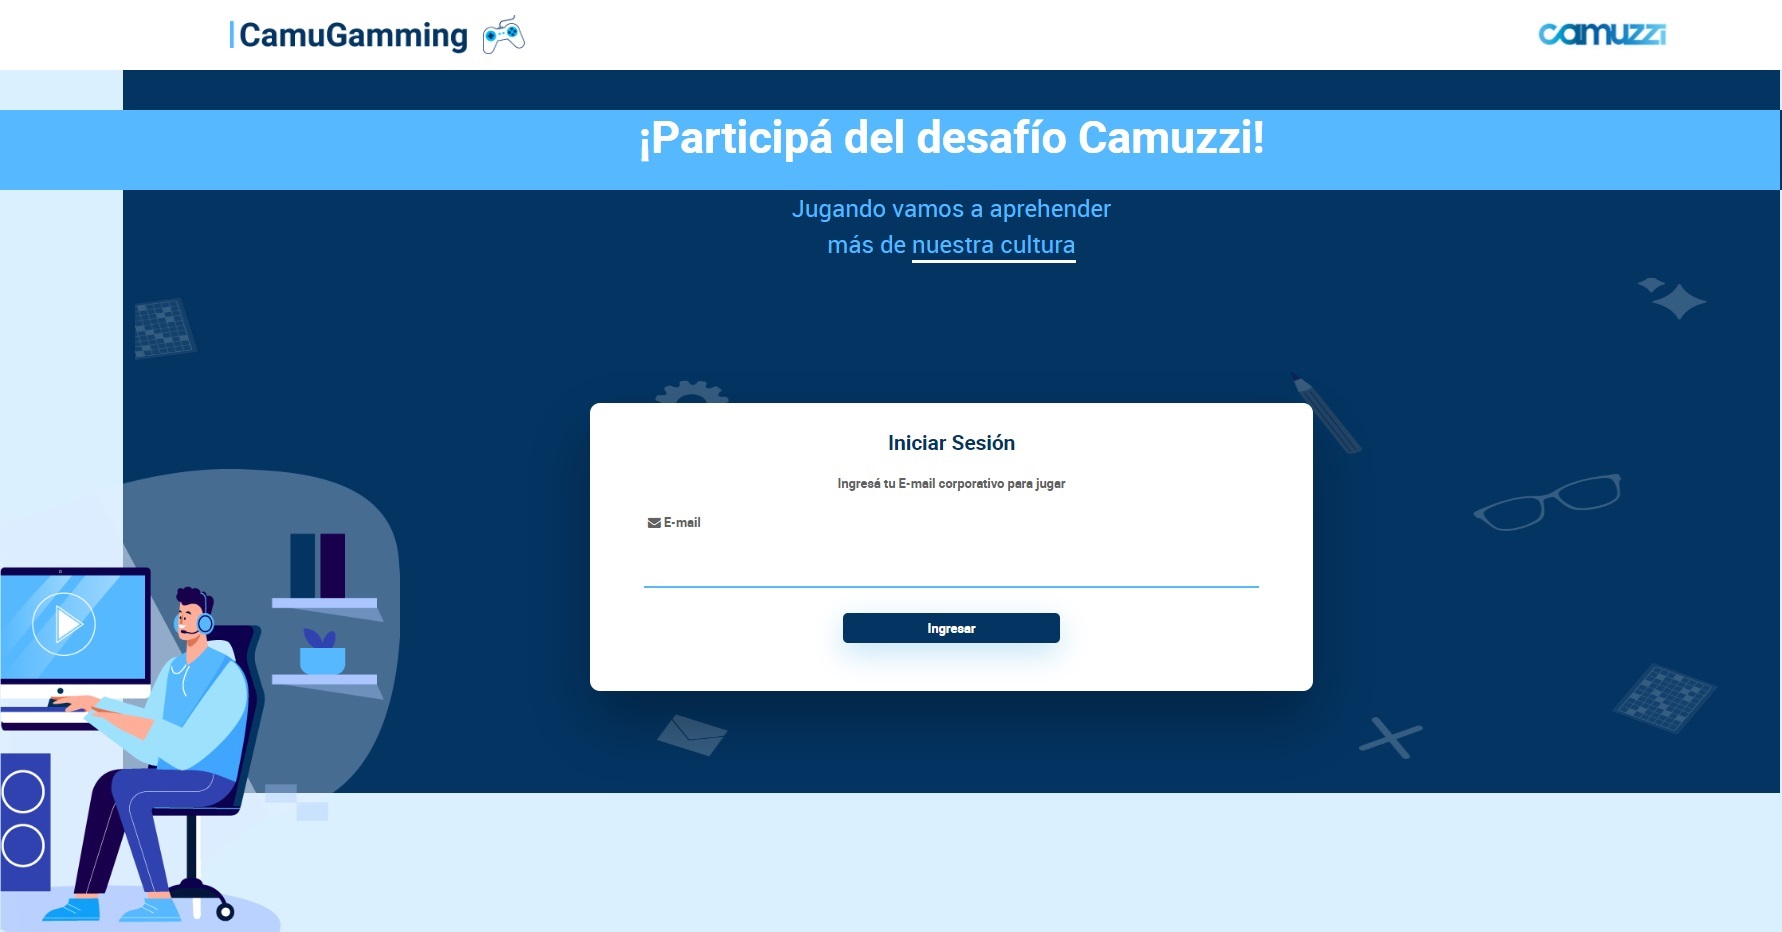 CamuGamming
camuzzi
¡Participá del desafío Camuzzi!
Jugando vamos a aprehender
más de nuestra cultura
Iniciar Sesión
Ingresá tu E-mail corporativo para jugar
E-mail
Ingresar